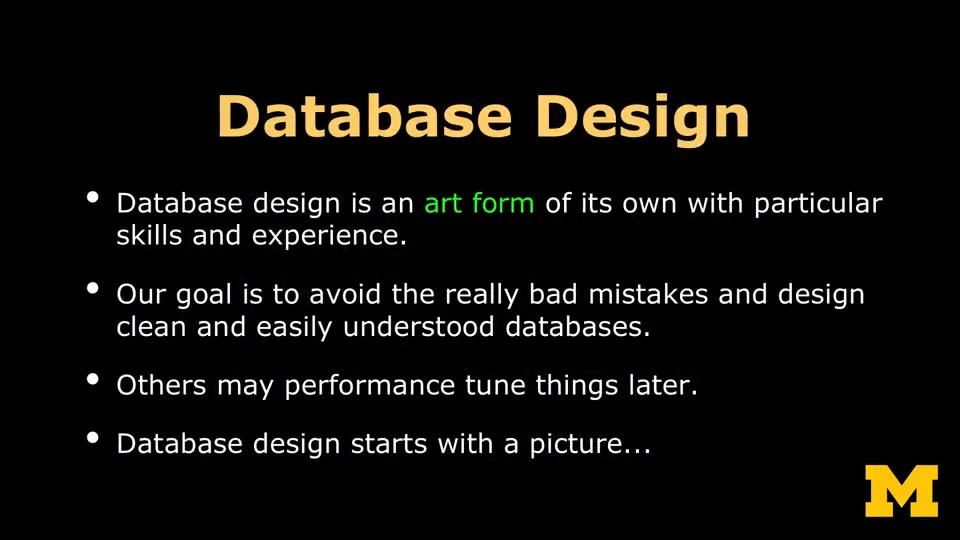 Database Design
• Database design is an art form of its own with particular
skills and experience.
• Our goal is to avoid the really bad mistakes and design
clean and easily understood databases.
• Others may performance tune things later.
• Database design starts with a picture...
M